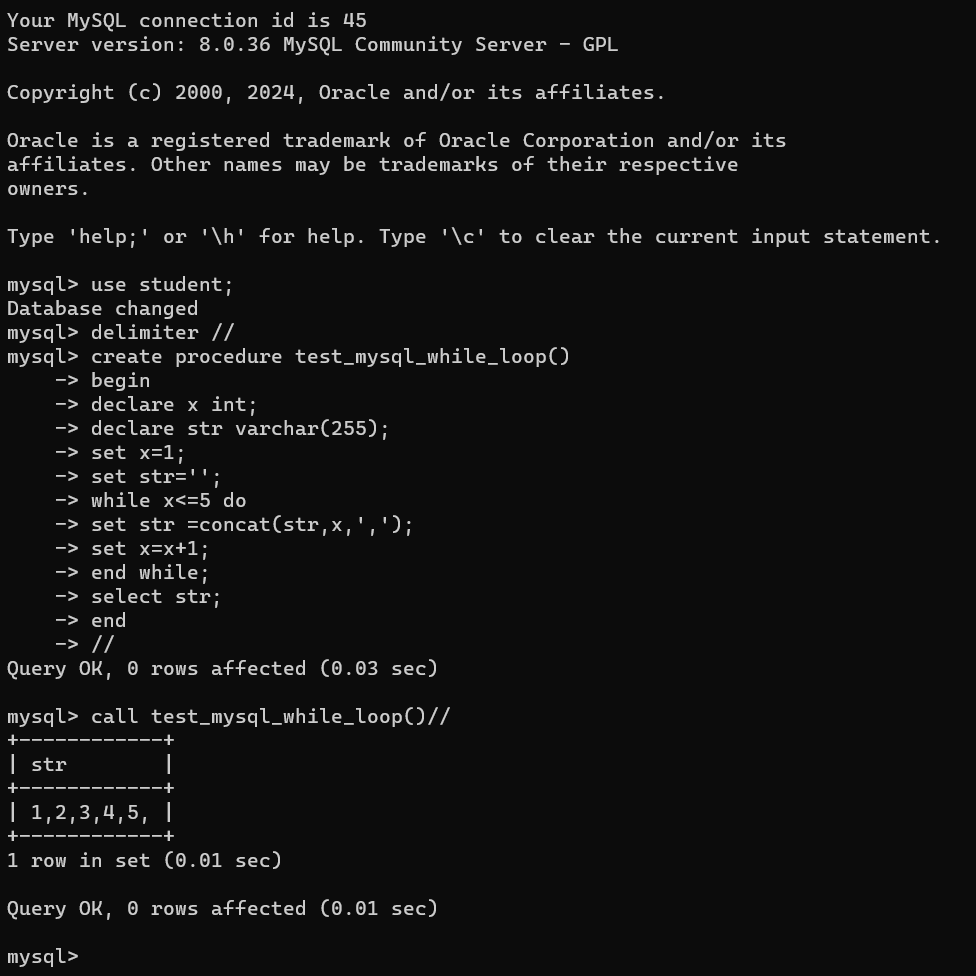 Your MySQL connection id is 45
Server version: 8.0.36 MySQL Community Server - GPL
Copyright (c) 2000, 2024, Oracle and/or its affiliates.
Oracle is a registered trademark of Oracle Corporation and/or its
affiliates. Other names may be trademarks of their respective
owners.
Type 'help;' or '\h' for help. Type '\c' to clear the current input statement.
mysql> use student;
Database changed
mysql> delimiter //
mysql> create procedure test_mysql_while_loop()
    -> begin
    -> declare x int;
    -> declare str varchar(255);
    -> set x=1;
    -> set str='';
    -> while x<=5 do
    -> set str =concat(str,x,',');
    -> set x=x+1;
    -> end while;
    -> select str;
    -> end
    -> //
Query OK, 0 rows affected (0.03 sec)
mysql> call test_mysql_while_loop()//
+------------+
| str        |
+------------+
| 1,2,3,4,5, |
+------------+
1 row in set (0.01 sec)
Query OK, 0 rows affected (0.01 sec)
mysql>